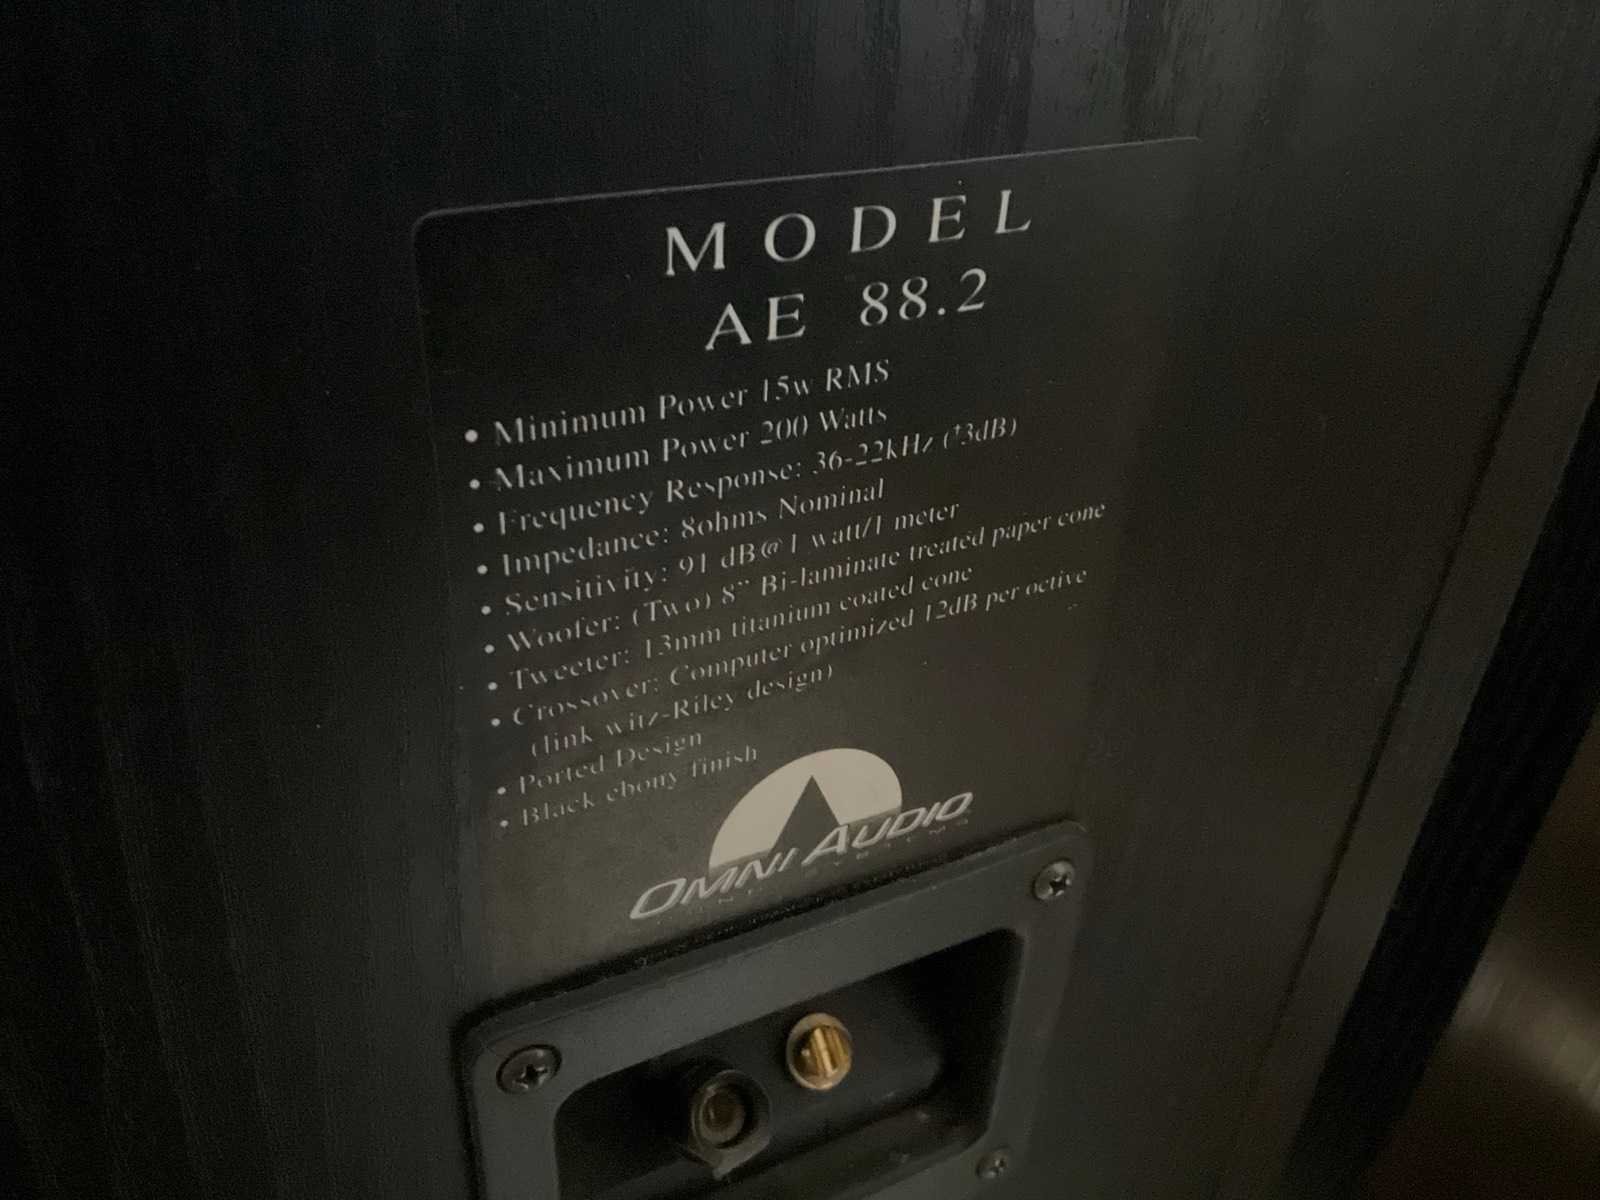 MODEL
AE 88.2
• Minimum Power 15w RMS
• Maximum Power 200 Watts
• Frequency Response: 36-22kHz (†3dB)
• Impedance: 8ohms Nominal
• Sensitivity: 91 dB@1 watt/1 meter
• Woofer: (Two) 8” Bi-laminate treated paper cone
• Tweeter: 13mm titanium coated cone
• Crossover: Computer optimized 12dB per octive
(link witz-Riley design)
• Ported Design
• Black ebony finish
OMNI AUDIO